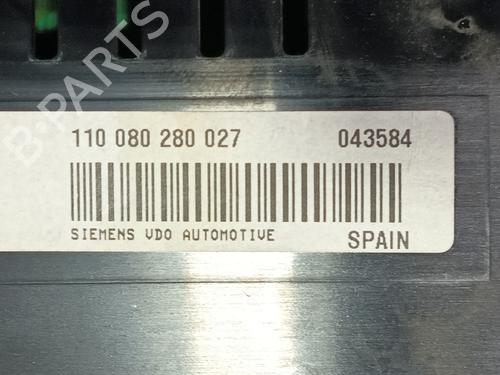 110 080 280 027 043584
SIEMENS VDO AUTOMOTIVE SPAIN
B-PARTS